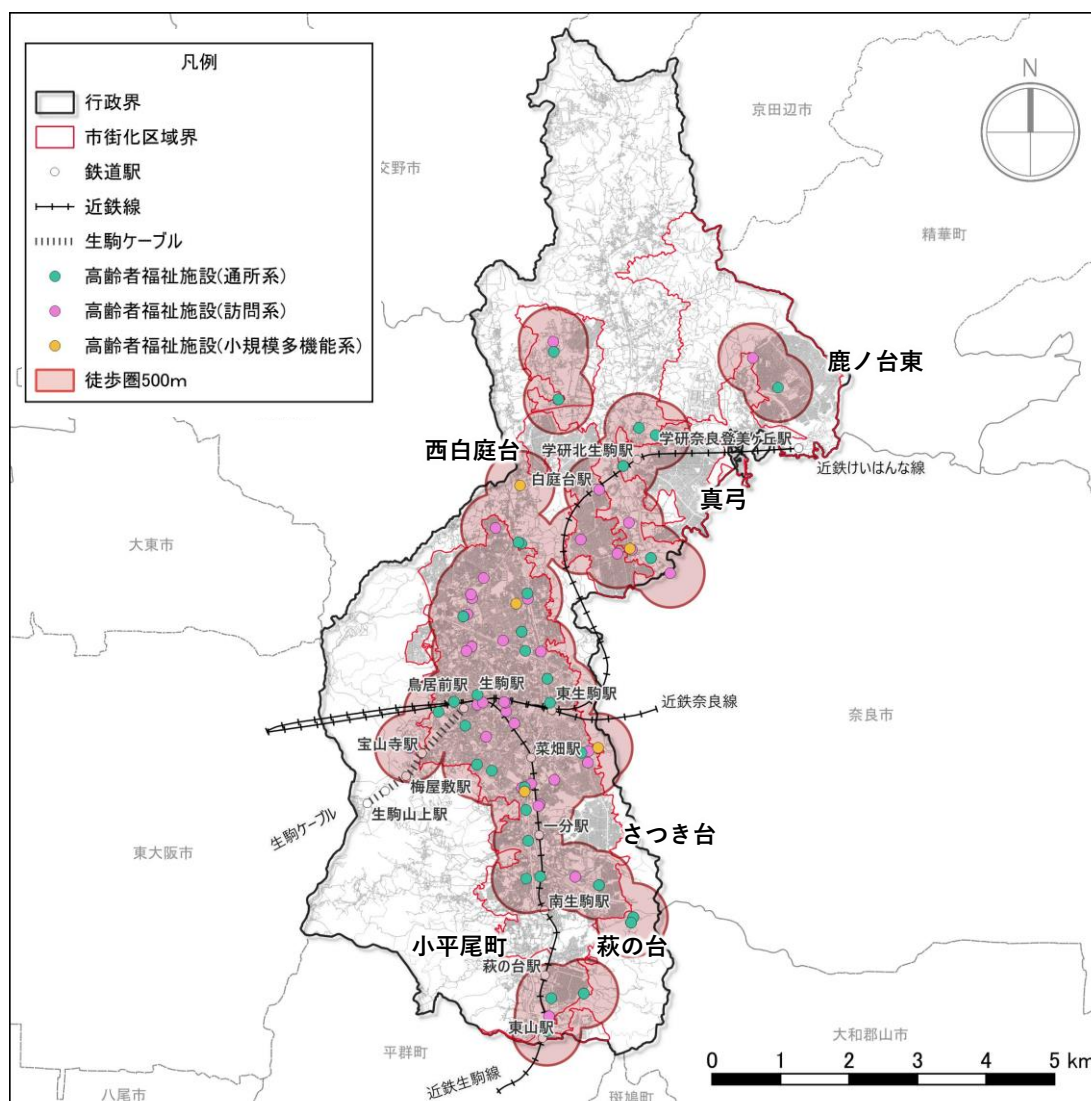 凡例
行政界
市街化区域界
鉄道駅
近鉄線
生駒ケーブル
高齢者福祉施設(通所系)
高齢者福祉施設(訪問系)
高齢者福祉施設(小規模多機能系)
徒歩圏500m
N
京田辺市
交野市
精華町
鹿ノ台東
学研奈良登美ケ丘駅
学研北生駒駅
西白庭台
白庭台駅
近鉄けいはんな線
真弓
大東市
鳥居前駅
生駒駅
東生駒駅
近鉄奈良線
奈良市
宝山寺駅
菜畑駅
梅屋敷駅
生駒山上駅
生駒ケーブル
一分駅
さつき台
東大阪市
南生駒駅
小平尾町
萩の台
萩の台駅
東山駅
大和郡山市
平群町
近鉄生駒線
八尾市
斑鳩町
0 1 2 3 4 5 km